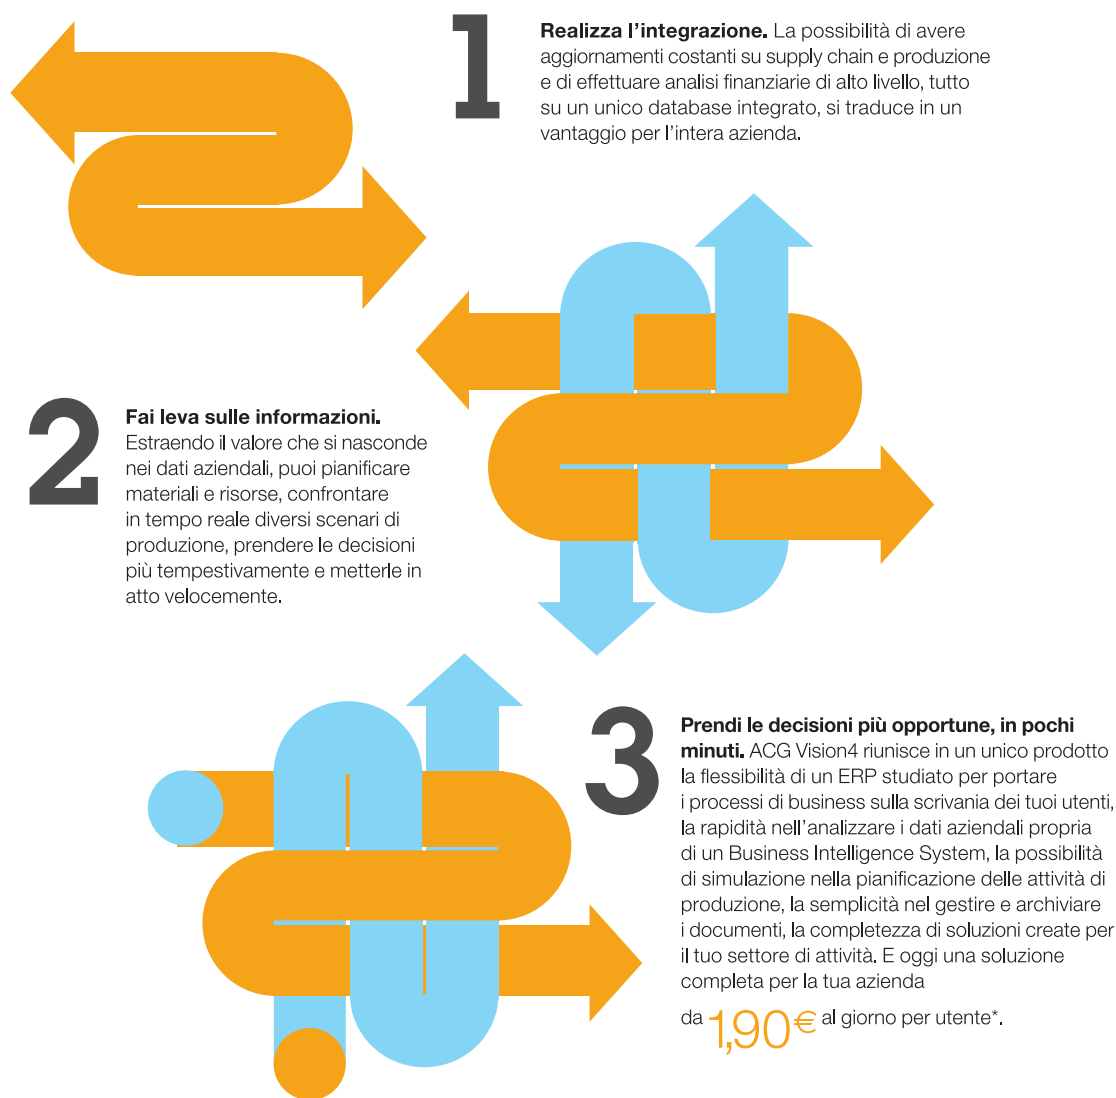 1
Realizza l'integrazione. La possibilità di avere
aggiornamenti costanti su supply chain e produzione
e di effettuare analisi finanziarie di alto livello, tutto
su un unico database integrato, si traduce in un
vantaggio per l'intera azienda.
2
Fai leva sulle informazioni.
Estraendo il valore che si nasconde
nei dati aziendali, puoi pianificare
materiali e risorse, confrontare
in tempo reale diversi scenari di
produzione, prendere le decisioni
più tempestivamente e metterle in
atto velocemente.
3
Prendi le decisioni più opportune, in pochi
minuti. ACG Vision4 riunisce in un unico prodotto
la flessibilità di un ERP studiato per portare
i processi di business sulla scrivania dei tuoi utenti,
la rapidità nell'analizzare i dati aziendali propria
di un Business Intelligence System, la possibilità
di simulazione nella pianificazione delle attività di
produzione, la semplicità nel gestire e archiviare
i documenti, la completezza di soluzioni create per
il tuo settore di attività. E oggi una soluzione
completa per la tua azienda
da 1,90€ al giorno per utente*.